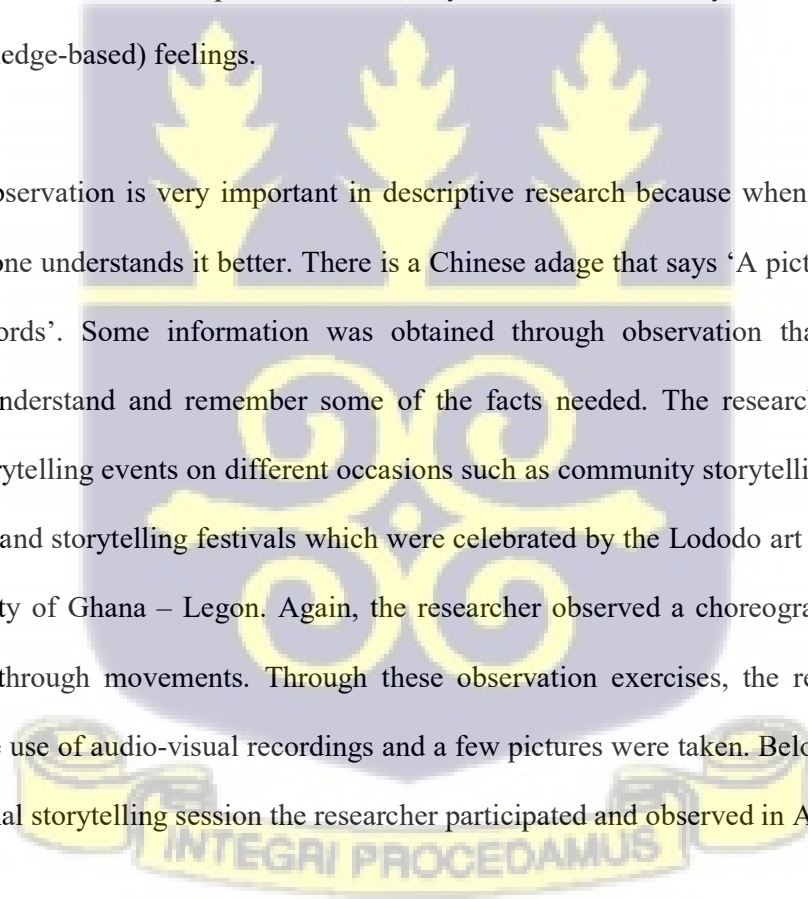 ledge-based) feelings.
servation is very important in descriptive research because when
one understands it better. There is a Chinese adage that says ‘A pict
ords’. Some information was obtained through observation tha
nderstand and remember some of the facts needed. The researc
rytelling events on different occasions such as community storytelli
and storytelling festivals which were celebrated by the Lododo art
ty of Ghana – Legon. Again, the researcher observed a choreogra
through movements. Through these observation exercises, the re
e use of audio-visual recordings and a few pictures were taken. Belo
al storytelling session the researcher participated and observed in A
INTEGRI PROCEDAMUS